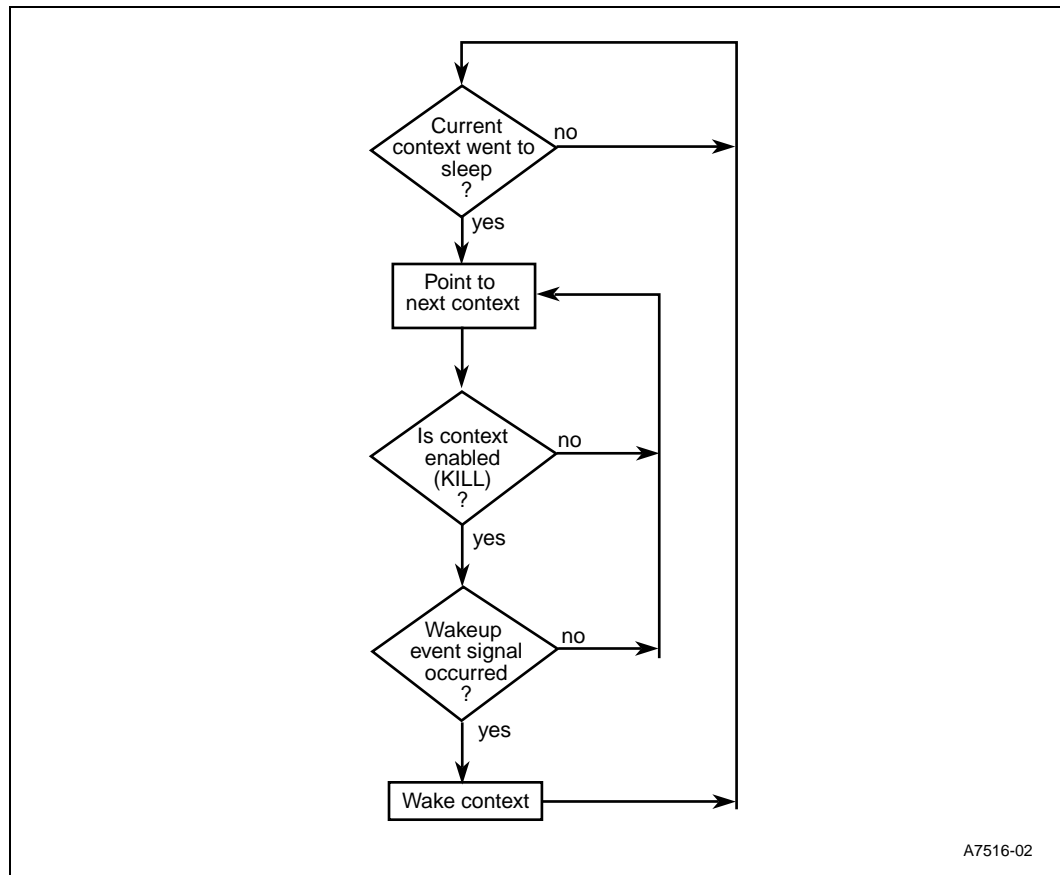 Current
context went to
sleep
?
no
yes
Point to
next context
Is context
enabled
(KILL)
?
no
yes
Wakeup
event signal
occurred
?
no
yes
Wake context
A7516-02